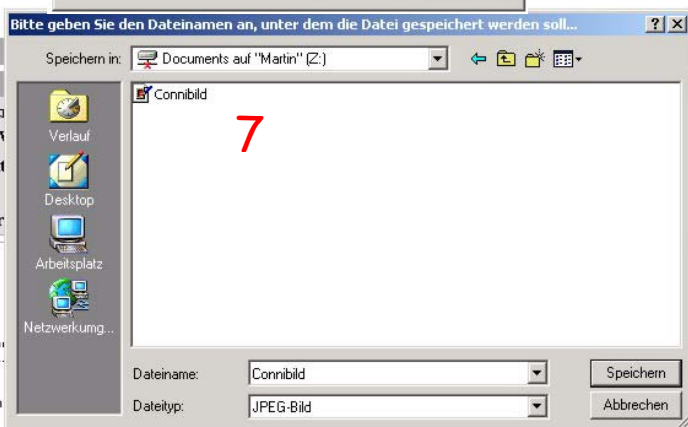 Bitte geben Sie den Dateinamen an, unter dem die Datei gespeichert werden soll...
Speichern in: Documents auf "Martin" (Z:)
Connibild
7
Verlauf
Desktop
Arbeitsplatz
Netzwerkumg...
Dateiname: Connibild Speichern
Dateityp: JPEG-Bild Abbrechen